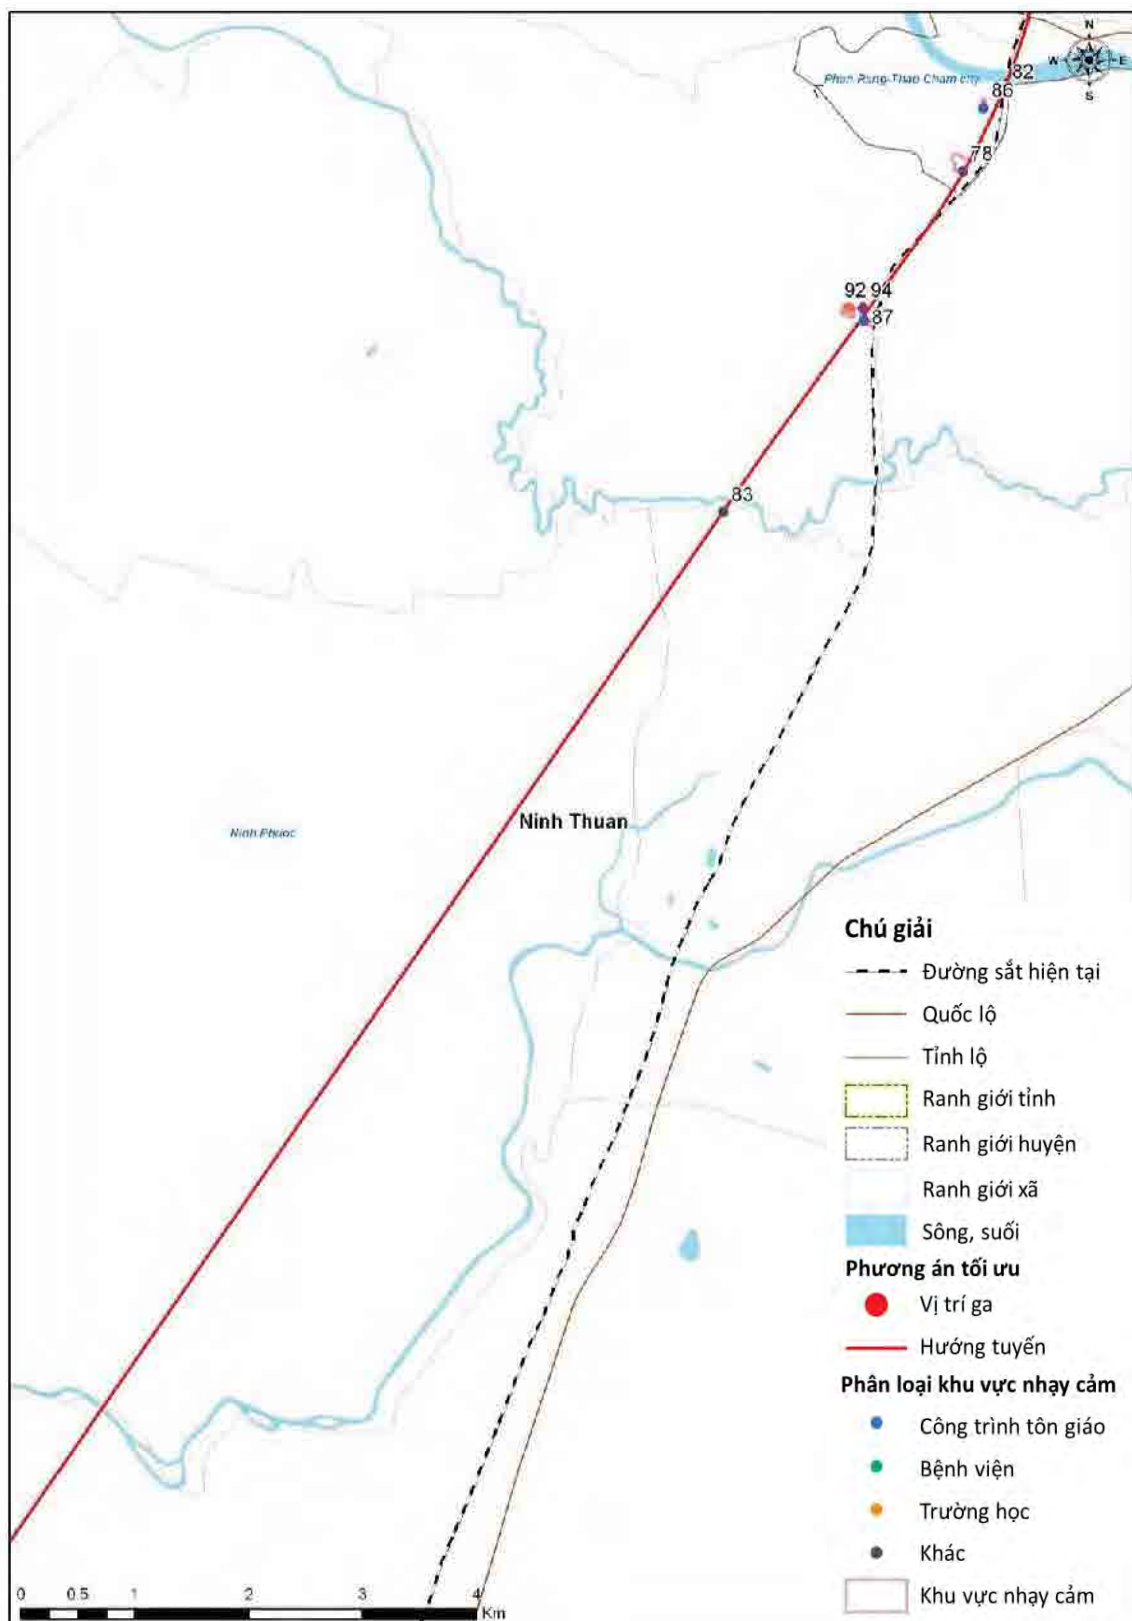 N
W E
S
Phan Rang-Thap Cham city
82
86
78
92 94
87
83
Ninh Thuan
Ninh Phuoc
Chú giải
Đường sắt hiện tại
Quốc lộ
Tỉnh lộ
Ranh giới tỉnh
Ranh giới huyện
Ranh giới xã
Sông, suối
Phương án tối ưu
Vị trí ga
Hướng tuyến
Phân loại khu vực nhạy cảm
Công trình tôn giáo
Bệnh viện
Trường học
Khác
Khu vực nhạy cảm
0 0.5 1 2 3 4
Km